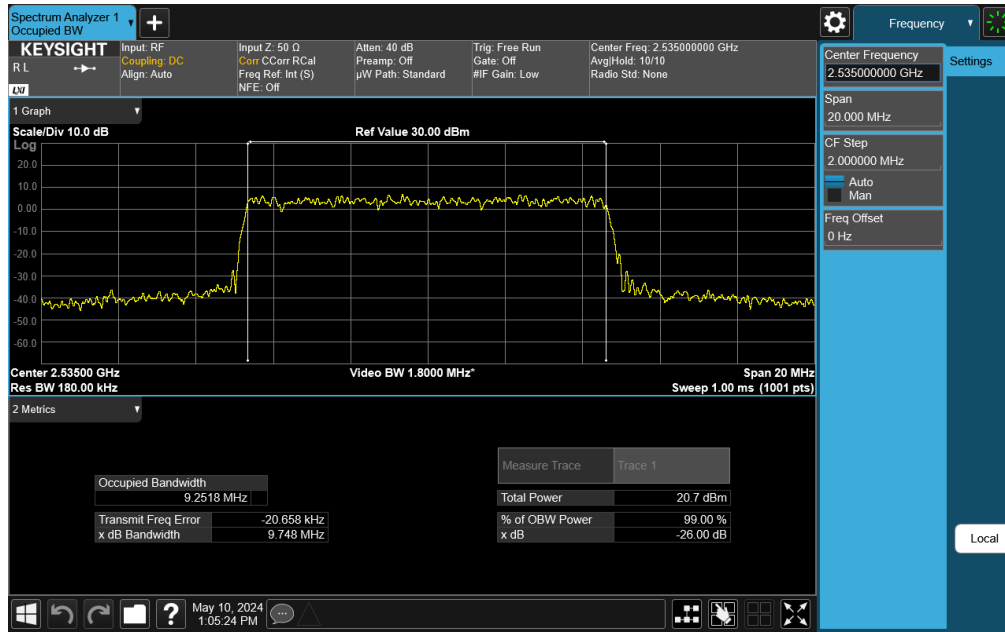 Spectrum Analyzer 1
Occupied BW
KEYSIGHT
R L
LXI
Input: RF
Coupling: DC
Align: Auto
Input Z: 50 Ω
Corr CCorr RCal
Freq Ref: Int (S)
NFE: Off
Atten: 40 dB
Preamp: Off
µW Path: Standard
Trig: Free Run
Gate: Off
#IF Gain: Low
Center Freq: 2.535000000 GHz
Avg|Hold: 10/10
Radio Std: None
1 Graph
Scale/Div 10.0 dB
Ref Value 30.00 dBm
Log
20.0
10.0
0.00
-10.0
-20.0
-30.0
-40.0
-50.0
-60.0
Center 2.53500 GHz
Video BW 1.8000 MHz*
Span 20 MHz
Res BW 180.00 kHz
Sweep 1.00 ms (1001 pts)
2 Metrics
Measure Trace
Trace 1
Occupied Bandwidth
9.2518 MHz
Total Power
20.7 dBm
Transmit Freq Error
-20.658 kHz
% of OBW Power
99.00 %
x dB Bandwidth
9.748 MHz
x dB
-26.00 dB
Frequency
Settings
Center Frequency
2.535000000 GHz
Span
20.000 MHz
CF Step
2.000000 MHz
Auto
Man
Freq Offset
0 Hz
Local
?
May 10, 2024
1:05:24 PM